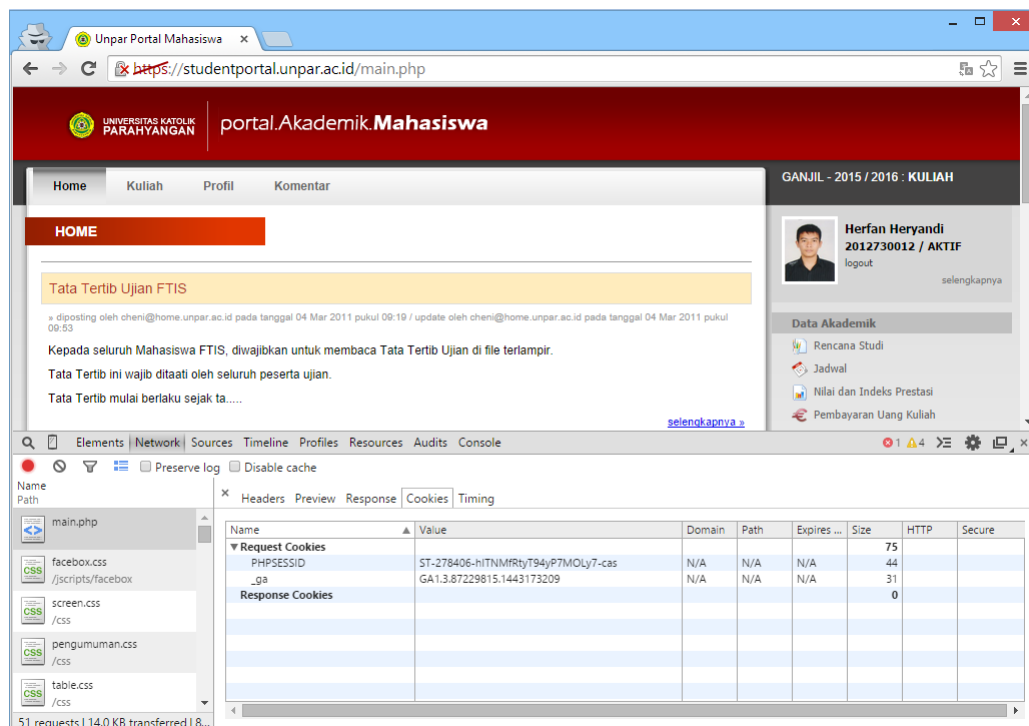 Unpar Portal Mahasiswa
https://studentportal.unpar.ac.id/main.php
UNIVERSITAS KATOLIK
PARAHYANGAN
portal.Akademik.Mahasiswa
Home Kuliah Profil Komentar
GANJIL - 2015 / 2016 : KULIAH
HOME
Herfan Heryandi
2012730012 / AKTIF
logout
selengkapnya
Tata Tertib Ujian FTIS
» diposting oleh cheni@home.unpar.ac.id pada tanggal 04 Mar 2011 pukul 09:19 / update oleh cheni@home.unpar.ac.id pada tanggal 04 Mar 2011 pukul
09:53
Kepada seluruh Mahasiswa FTIS, diwajibkan untuk membaca Tata Tertib Ujian di file terlampir.
Tata Tertib ini wajib ditaati oleh seluruh peserta ujian.
Tata Tertib mulai berlaku sejak ta.....
selengkapnya »
Data Akademik
Rencana Studi
Jadwal
Nilai dan Indeks Prestasi
Pembayaran Uang Kuliah
Elements Network Sources Timeline Profiles Resources Audits Console
1 4
Preserve log Disable cache
Name
Path
Headers Preview Response Cookies Timing
main.php
facebox.css
/jscripts/facebox
screen.css
/css
pengumuman.css
/css
table.css
/css
Name Value Domain Path Expires ... Size HTTP Secure
Request Cookies 75
PHPSESSID ST-278406-hITNMfRtyT94yP7MOLy7-cas N/A N/A N/A 44
_ga GA1.3.87229815.1443173209 N/A N/A N/A 31
Response Cookies 0
51 requests | 14.0 KB transferred | 8...